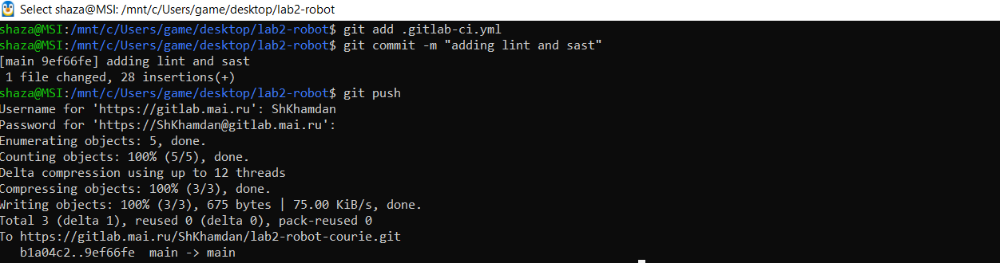 Select shaza@MSI: /mnt/c/Users/game/desktop/lab2-robot
shaza@MSI:/mnt/c/Users/game/desktop/lab2-robot$ git add .gitlab-ci.yml
shaza@MSI:/mnt/c/Users/game/desktop/lab2-robot$ git commit -m "adding lint and sast"
[main 9ef66fe] adding lint and sast
 1 file changed, 28 insertions(+)
shaza@MSI:/mnt/c/Users/game/desktop/lab2-robot$ git push
Username for 'https://gitlab.mai.ru': ShKhamdan
Password for 'https://ShKhamdan@gitlab.mai.ru':
Enumerating objects: 5, done.
Counting objects: 100% (5/5), done.
Delta compression using up to 12 threads
Compressing objects: 100% (3/3), done.
Writing objects: 100% (3/3), 675 bytes | 75.00 KiB/s, done.
Total 3 (delta 1), reused 0 (delta 0), pack-reused 0
To https://gitlab.mai.ru/ShKhamdan/lab2-robot-courie.git
   b1a04c2..9ef66fe  main -> main